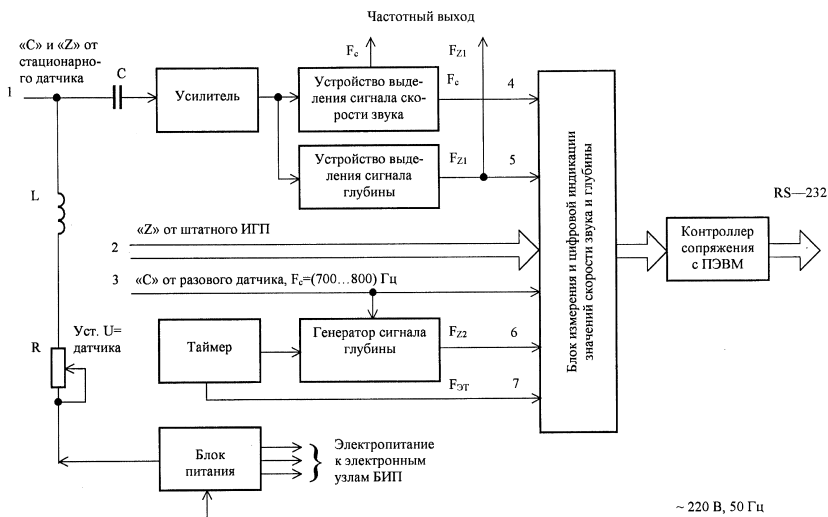 Частотный выход
«С» и «Z» от
стационарно-
го датчика
1
C
Усилитель
Fс
FZ1
Устройство выде-
ления сигнала ско-
рости звука
Fс
4
Устройство выде-
ления сигнала
глубины
FZ1
5
L
2
«Z» от штатного ИГП
3
«С» от разового датчика, Fс=(700...800) Гц
R
Уст. U=
датчика
Таймер
Генератор сигнала
глубины
FZ2
6
FЭТ
7
Блок измерения и цифровой индикации
значений скорости звука и глубины
Контроллер
сопряжения
с ПЭВМ
RS—232
Блок
питания
Электропитание
к электронным
узлам БИП
~ 220 В, 50 Гц